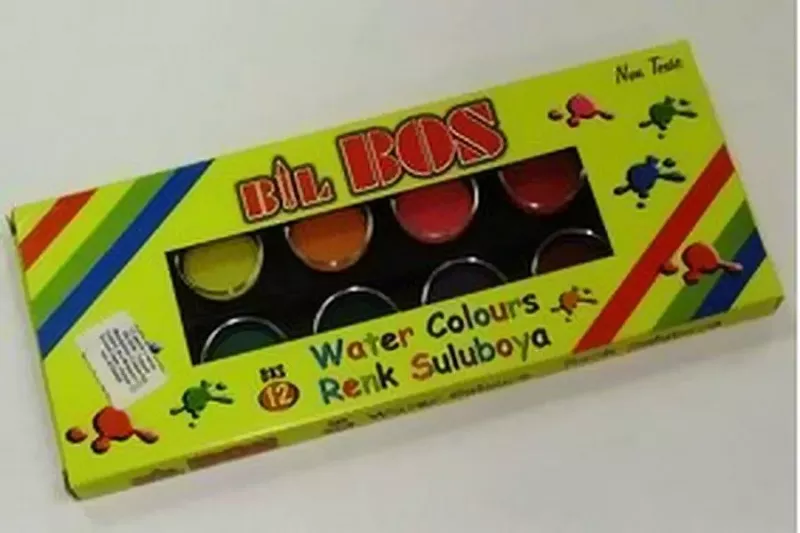 Non Toxic
BİL BOS
BKS
12
Water Colours
Renk Suluboya